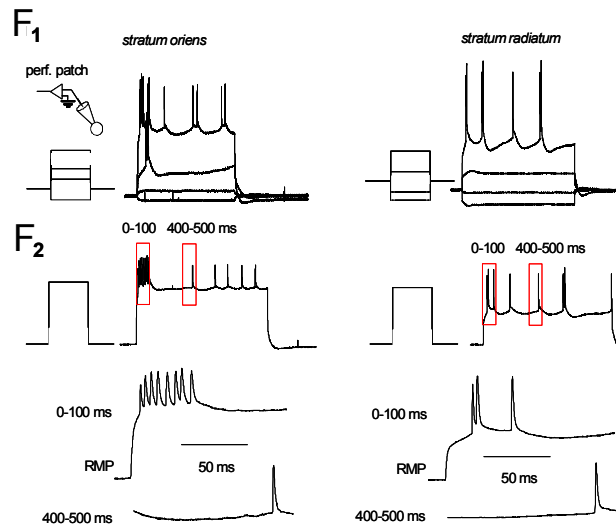 F1
stratum oriens
stratum radiatum
perf. patch
F2
0-100
400-500 ms
0-100
400-500 ms
0-100 ms
0-100 ms
RMP
50 ms
RMP
50 ms
400-500 ms
400-500 ms